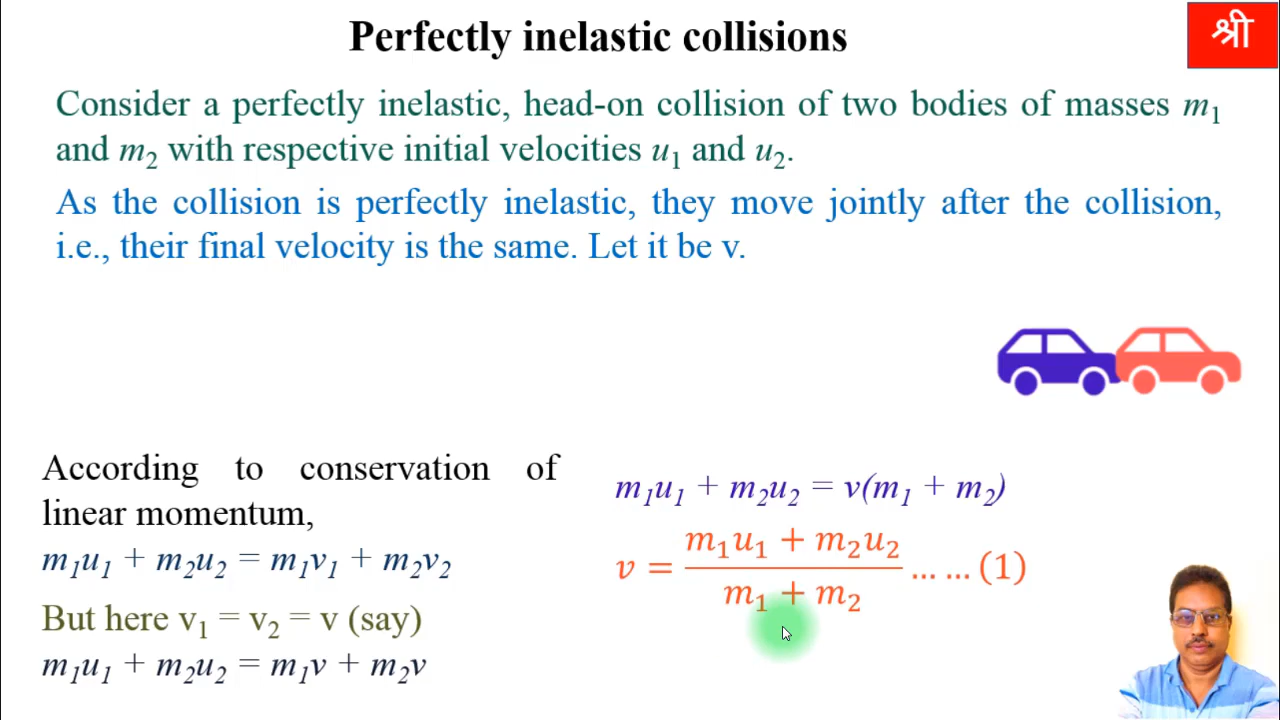 Perfectly inelastic collisions
श्री
Consider a perfectly inelastic, head-on collision of two bodies of masses m₁
and m₂ with respective initial velocities u₁ and u₂.
As the collision is perfectly inelastic, they move jointly after the collision,
i.e., their final velocity is the same. Let it be v.
According to conservation of
linear momentum,
m₁u₁ + m₂u₂ = m₁v₁ + m₂v₂
But here v₁ = v₂ = v (say)
m₁u₁ + m₂u₂ = m₁v + m₂v
m₁u₁ + m₂u₂ = v(m₁ + m₂)
v = (m₁u₁ + m₂u₂)/(m₁ + m₂) … … (1)